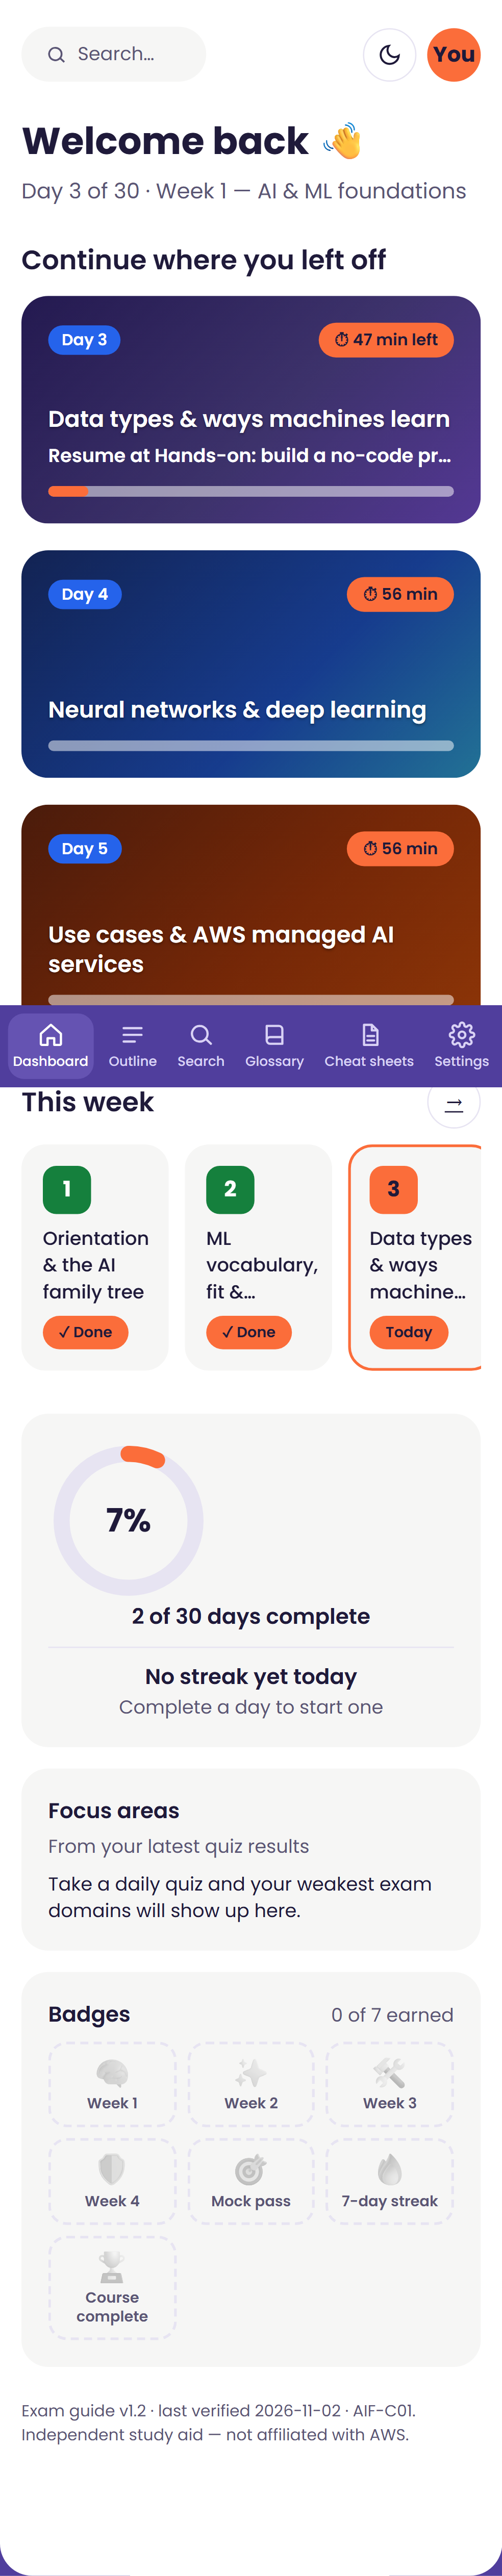 Search...
You
Welcome back 👋
Day 3 of 30 · Week 1 — AI & ML foundations
Continue where you left off
Day 3
⏱ 47 min left
Data types & ways machines learn
Resume at Hands-on: build a no-code pr...
Day 4
⏱ 56 min
Neural networks & deep learning
Day 5
⏱ 56 min
Use cases & AWS managed AI
services
Dashboard
Outline
Search
Glossary
Cheat sheets
Settings
This week
→
1
Orientation
& the AI
family tree
✓ Done
2
ML
vocabulary,
fit &...
✓ Done
3
Data types
& ways
machine...
Today
7%
2 of 30 days complete
No streak yet today
Complete a day to start one
Focus areas
From your latest quiz results
Take a daily quiz and your weakest exam
domains will show up here.
Badges
0 of 7 earned
Week 1
Week 2
Week 3
Week 4
Mock pass
7-day streak
Course
complete
Exam guide v1.2 · last verified 2026-11-02 · AIF-C01.
Independent study aid — not affiliated with AWS.